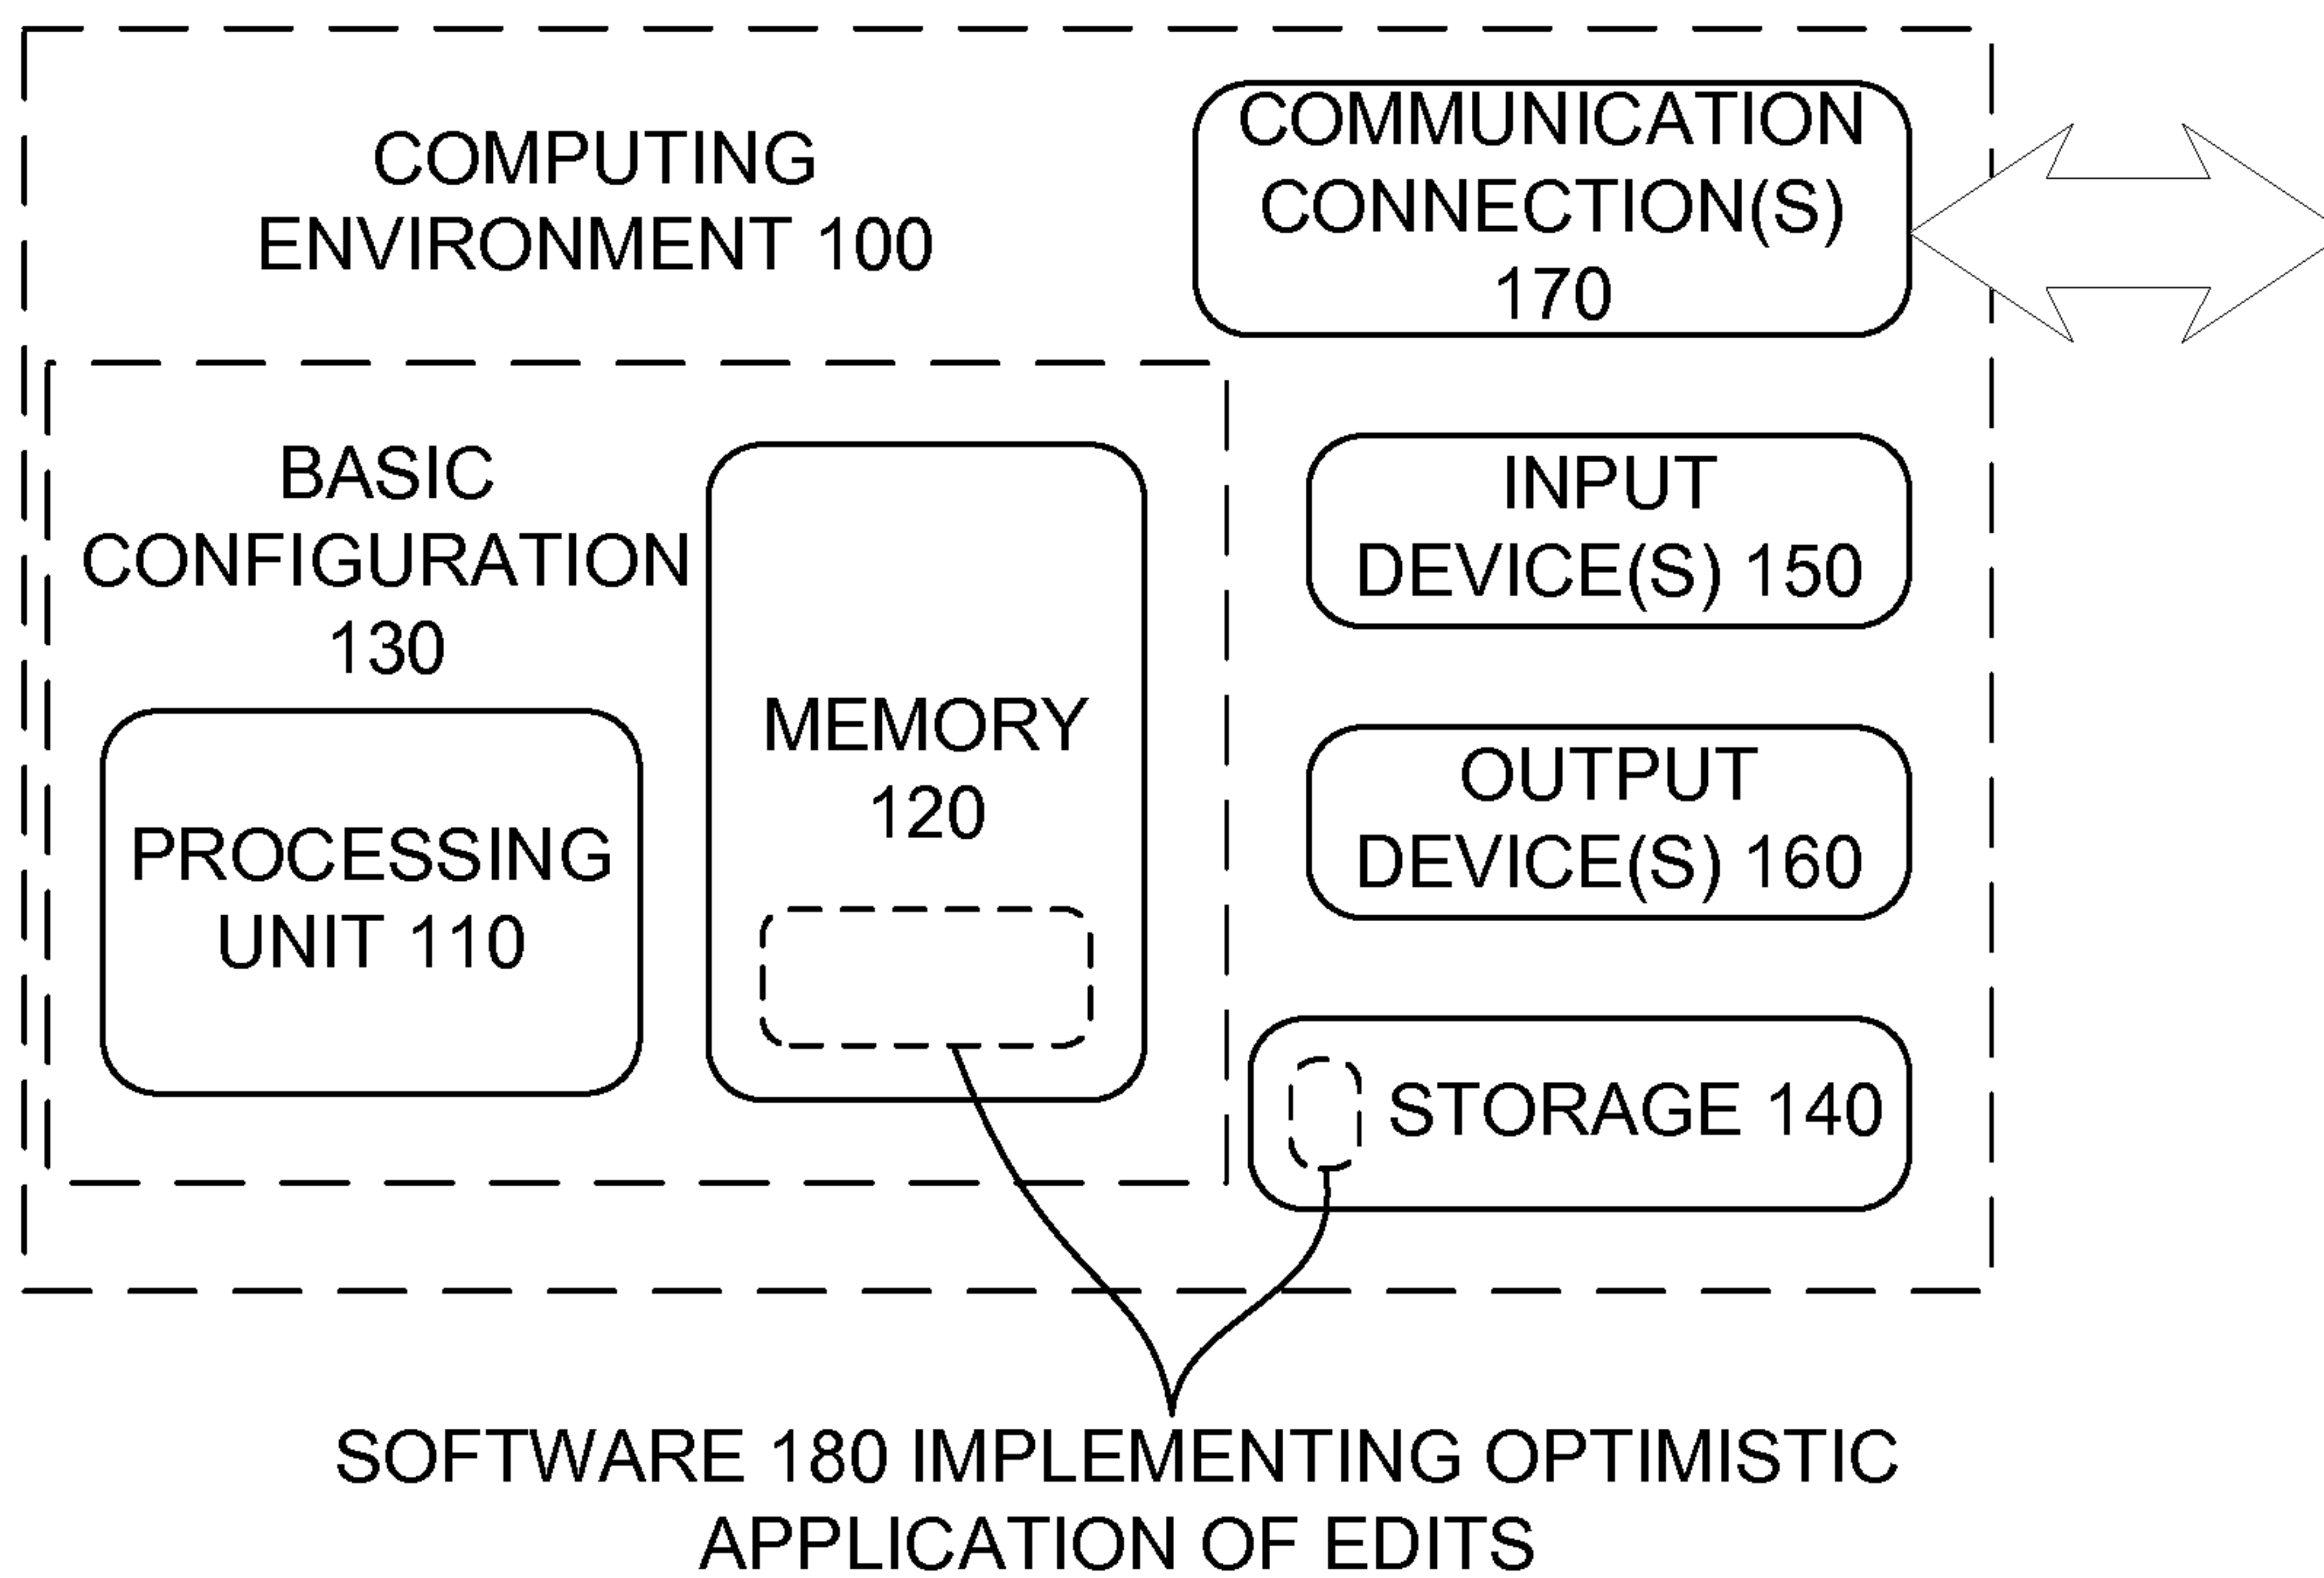 COMPUTING
ENVIRONMENT 100
COMMUNICATION
CONNECTION(S)
170
BASIC
CONFIGURATION
130
PROCESSING
UNIT 110
MEMORY
120
INPUT
DEVICE(S) 150
OUTPUT
DEVICE(S) 160
STORAGE 140
SOFTWARE 180 IMPLEMENTING OPTIMISTIC
APPLICATION OF EDITS